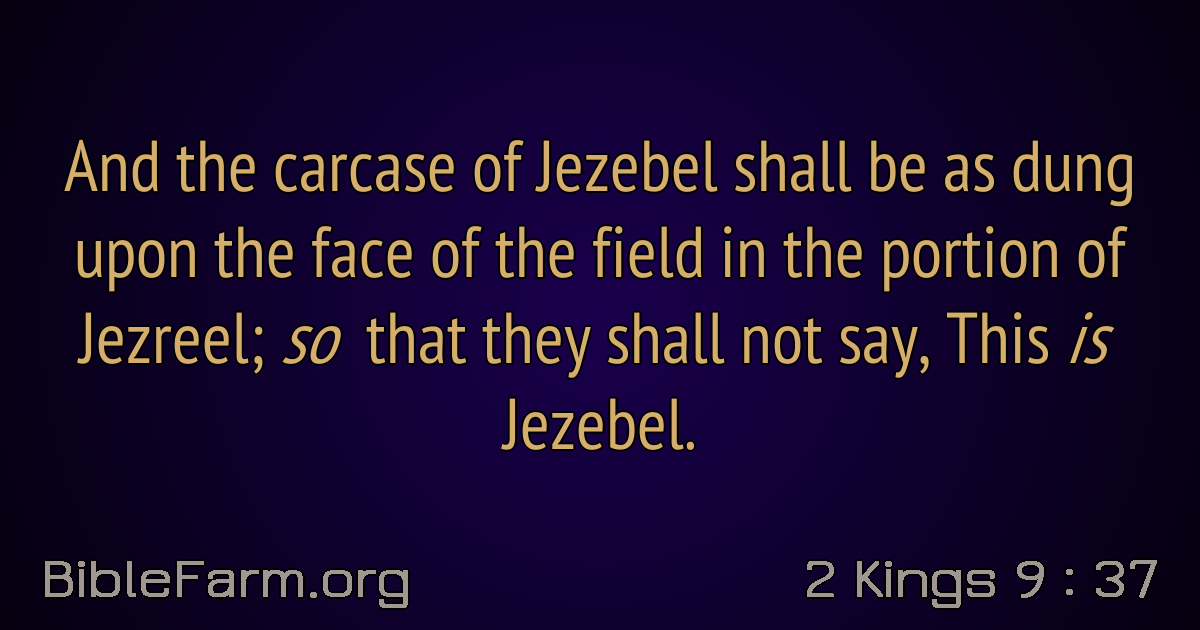 And the carcase of Jezebel shall be as dung
upon the face of the field in the portion of
Jezreel; so that they shall not say, This is
Jezebel.
BibleFarm.org
2 Kings 9 : 37